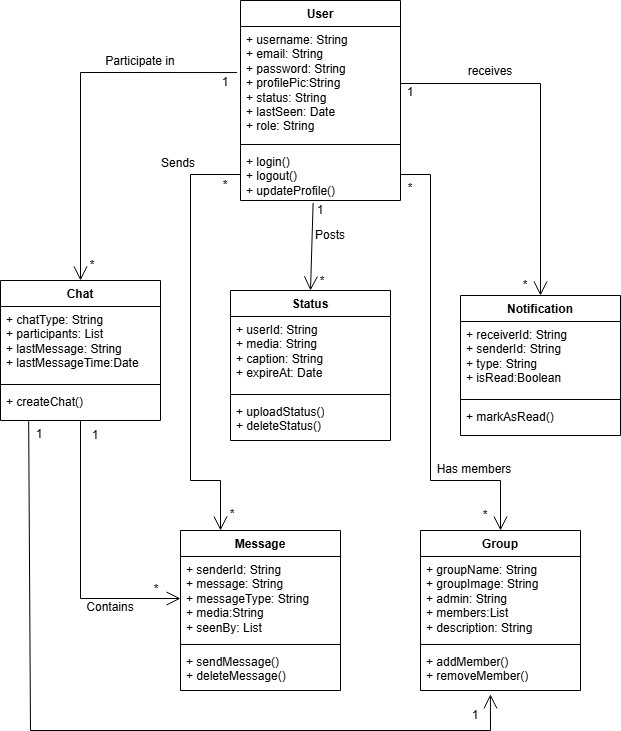 User
+ username: String
+ email: String
+ password: String
+ profilePic:String
+ status: String
+ lastSeen: Date
+ role: String
+ login()
+ logout()
+ updateProfile()
Participate in
1
*
receives
1
*
Sends
*
*
1
Posts
*
*
Has members
*
Chat
+ chatType: String
+ participants: List
+ lastMessage: String
+ lastMessageTime:Date
+ createChat()
1
1
Contains
*
Status
+ userId: String
+ media: String
+ caption: String
+ expireAt: Date
+ uploadStatus()
+ deleteStatus()
Notification
+ receiverId: String
+ senderId: String
+ type: String
+ isRead:Boolean
+ markAsRead()
Message
+ senderId: String
+ message: String
+ messageType: String
+ media:String
+ seenBy: List
+ sendMessage()
+ deleteMessage()
Group
+ groupName: String
+ groupImage: String
+ admin: String
+ members:List
+ description: String
+ addMember()
+ removeMember()
1